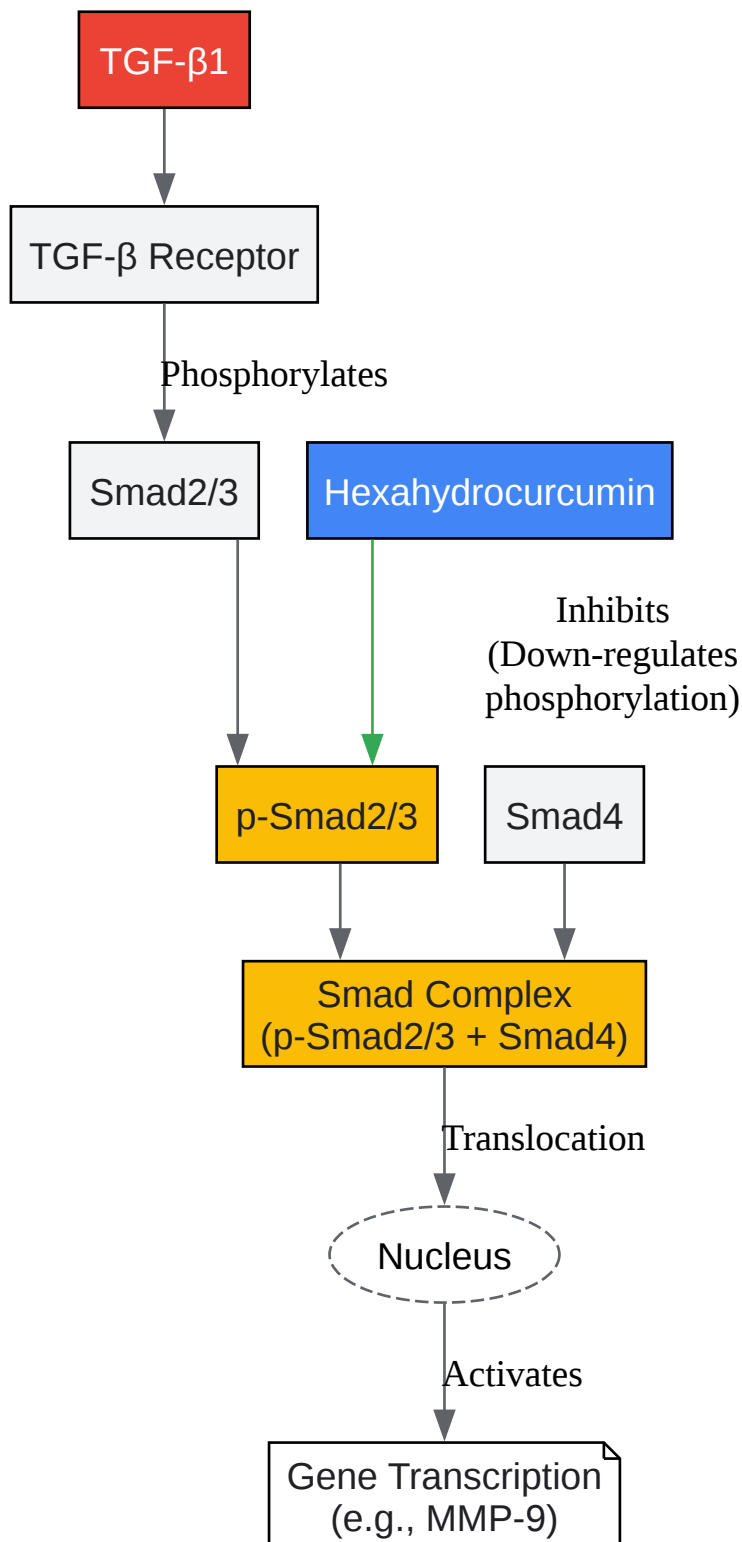 TGF-β1
TGF-β Receptor
Phosphorylates
Smad2/3
Hexahydrocurcumin
Inhibits
(Down-regulates
phosphorylation)
p-Smad2/3
Smad4
Smad Complex
(p-Smad2/3 + Smad4)
Translocation
Nucleus
Activates
Gene Transcription
(e.g., MMP-9)